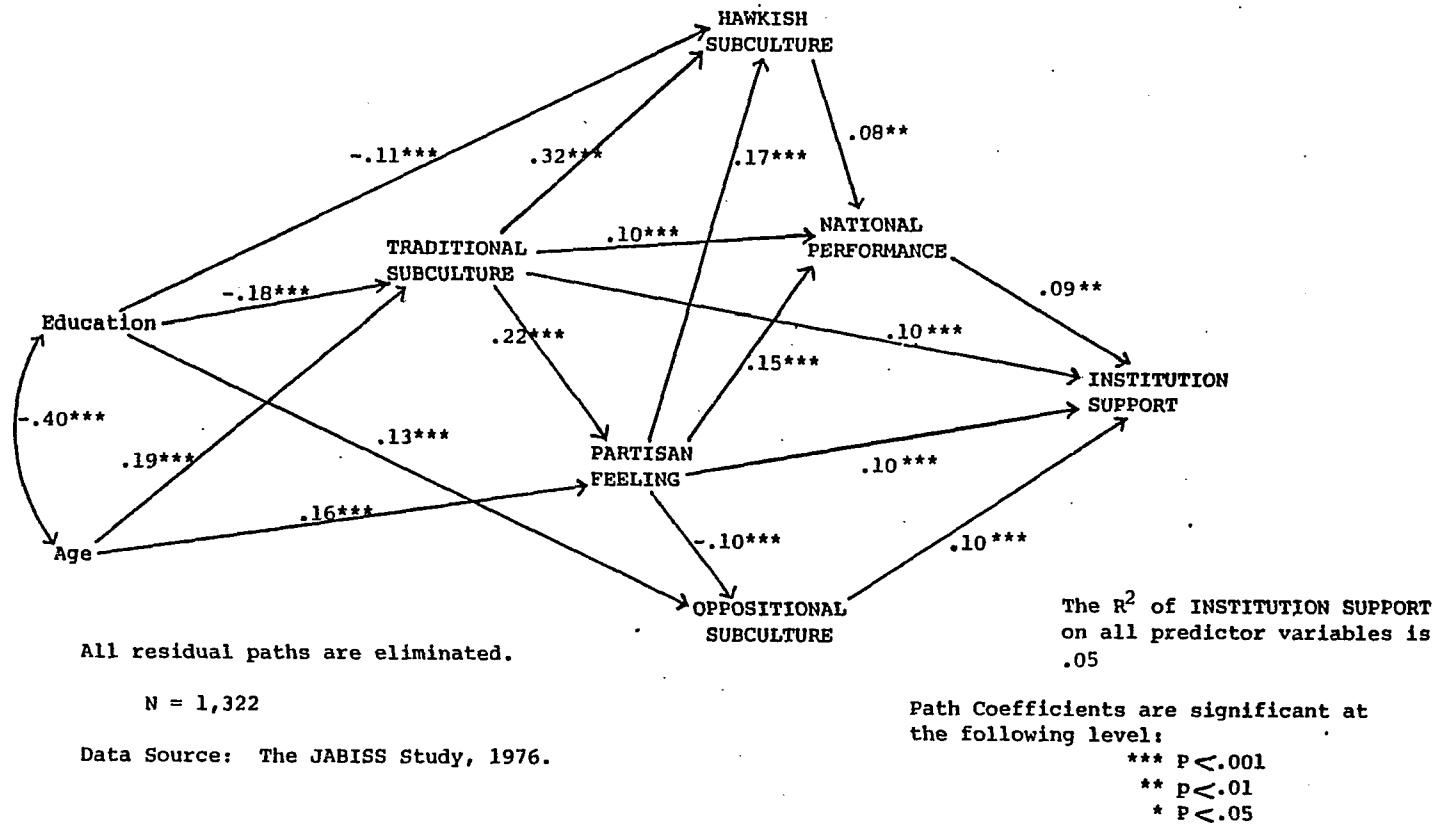 HAWKISH
SUBCULTURE
.08**
-.11***
.32***
.17***
NATIONAL
PERFORMANCE
.10***
TRADITIONAL
SUBCULTURE
.09**
-.18***
Education
.22***
.10***
.15***
INSTITUTION
SUPPORT
-.40***
.13***
.19***
PARTISAN
FEELING
.10***
.16***
Age
-.10***
.10***
OPPOSITIONAL
SUBCULTURE
The R2 of INSTITUTION SUPPORT
on all predictor variables is
.05
All residual paths are eliminated.
N = 1,322
Data Source: The JABISS Study, 1976.
Path Coefficients are significant at
the following level:
*** P<.001
** p<.01
* P<.05